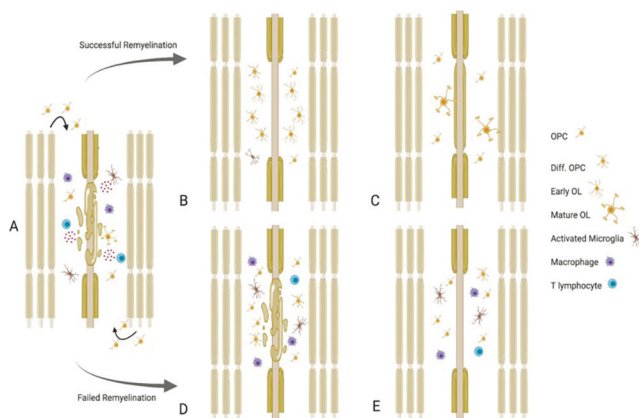 Successful Remyelination
A
B
C
OPC
Diff. OPC
Early OL
Mature OL
Activated Microglia
Macrophage
T lymphocyte
Failed Remyelination
D
E